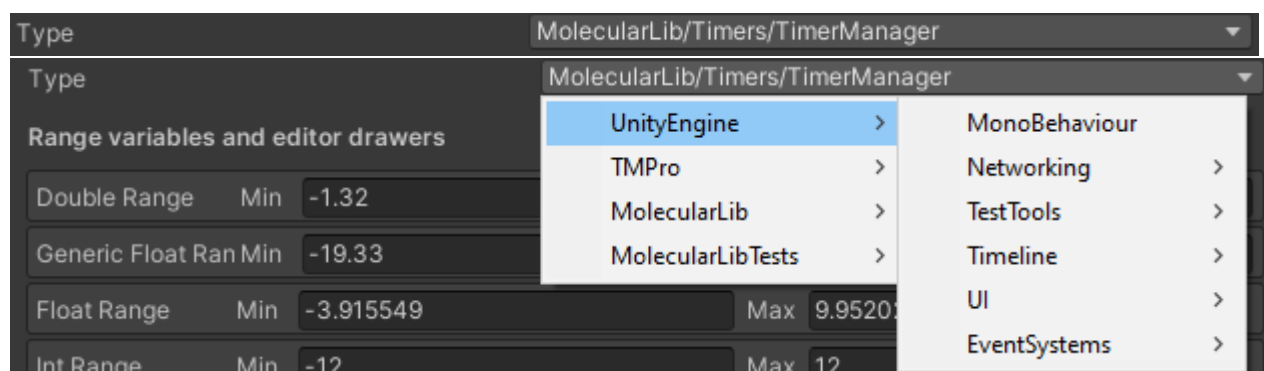 Type MolecularLib/Timers/TimerManager
Type MolecularLib/Timers/TimerManager
UnityEngine > MonoBehaviour
Range variables and editor drawers
TMPro > Networking >
Double Range Min -1.32
MolecularLib > TestTools >
Generic Float Ran Min -19.33
MolecularLibTests > Timeline >
Float Range Min -3.915549 Max 9.9520
UI >
EventSystems >
Int Range Min -12 Max 12